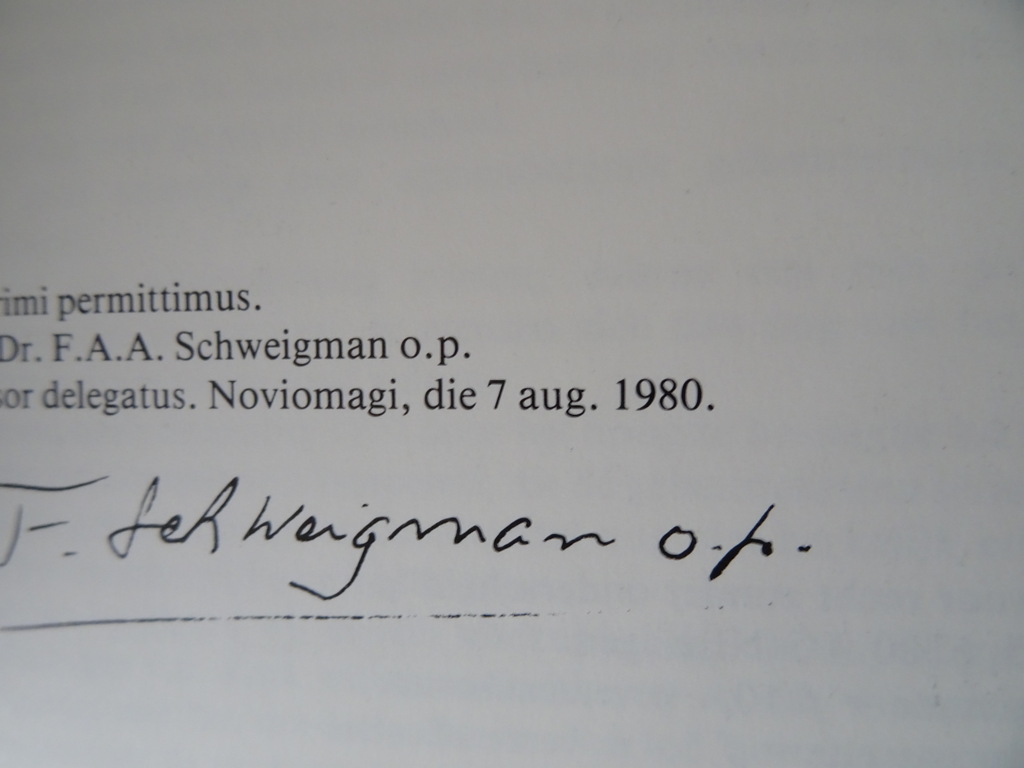 rimi permittimus.
Dr. F.A.A. Schweigman o.p.
sor delegatus. Noviomagi, die 7 aug. 1980.
F. Schweigman o.p.